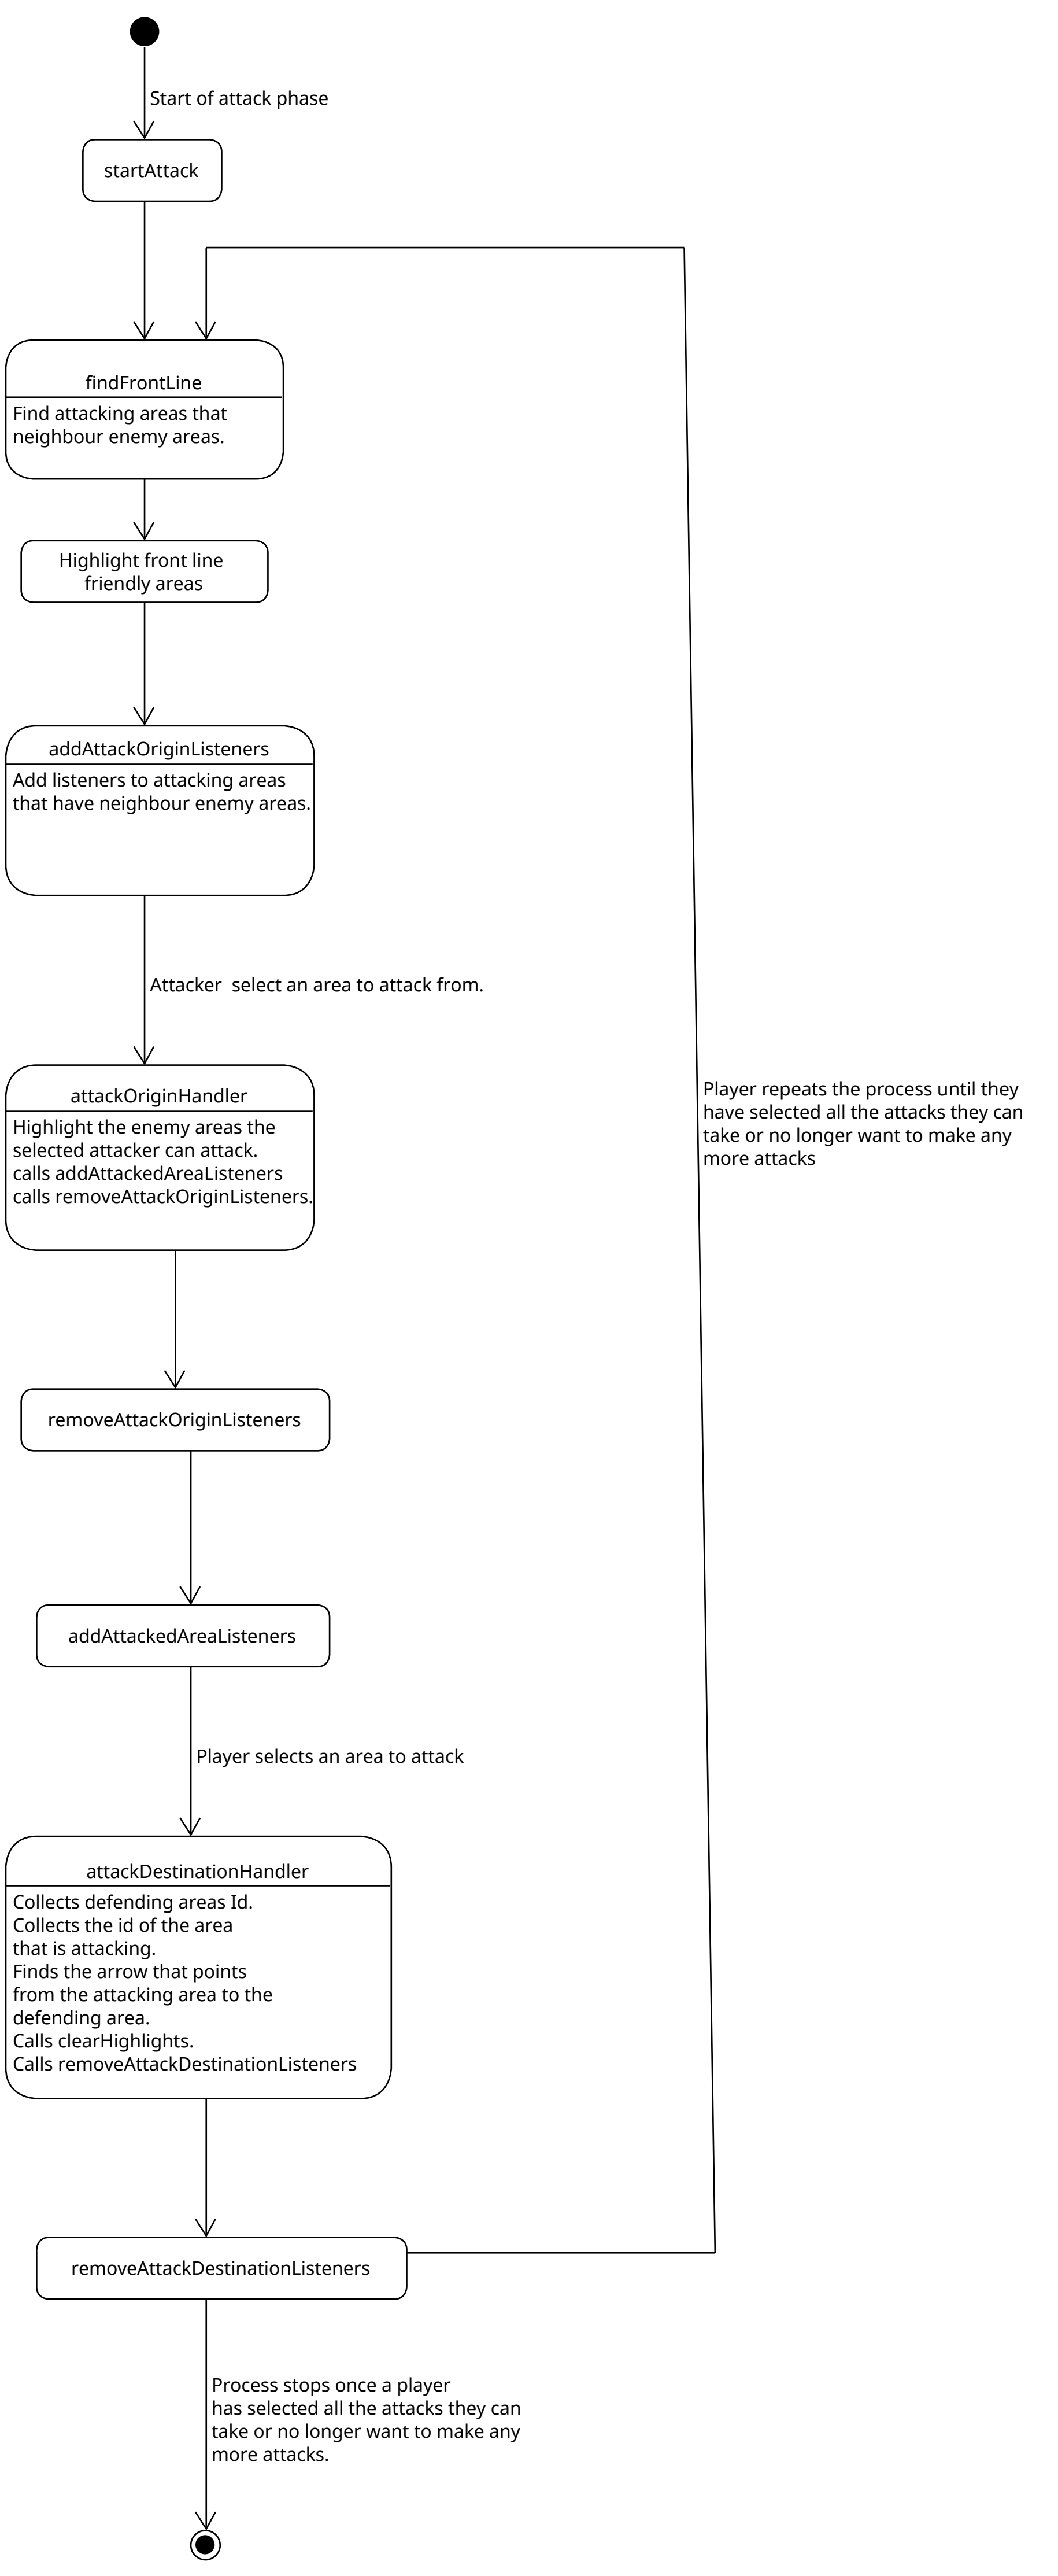 Start of attack phase
startAttack
findFrontLine
Find attacking areas that
neighbour enemy areas.
Highlight front line
friendly areas
addAttackOriginListeners
Add listeners to attacking areas
that have neighbour enemy areas.
Attacker  select an area to attack from.
attackOriginHandler
Highlight the enemy areas the
selected attacker can attack.
calls addAttackedAreaListeners
calls removeAttackOriginListeners.
Player repeats the process until they
have selected all the attacks they can
take or no longer want to make any
more attacks
removeAttackOriginListeners
addAttackedAreaListeners
Player selects an area to attack
attackDestinationHandler
Collects defending areas Id.
Collects the id of the area
that is attacking.
Finds the arrow that points
from the attacking area to the
defending area.
Calls clearHighlights.
Calls removeAttackDestinationListeners
removeAttackDestinationListeners
Process stops once a player
has selected all the attacks they can
take or no longer want to make any
more attacks.